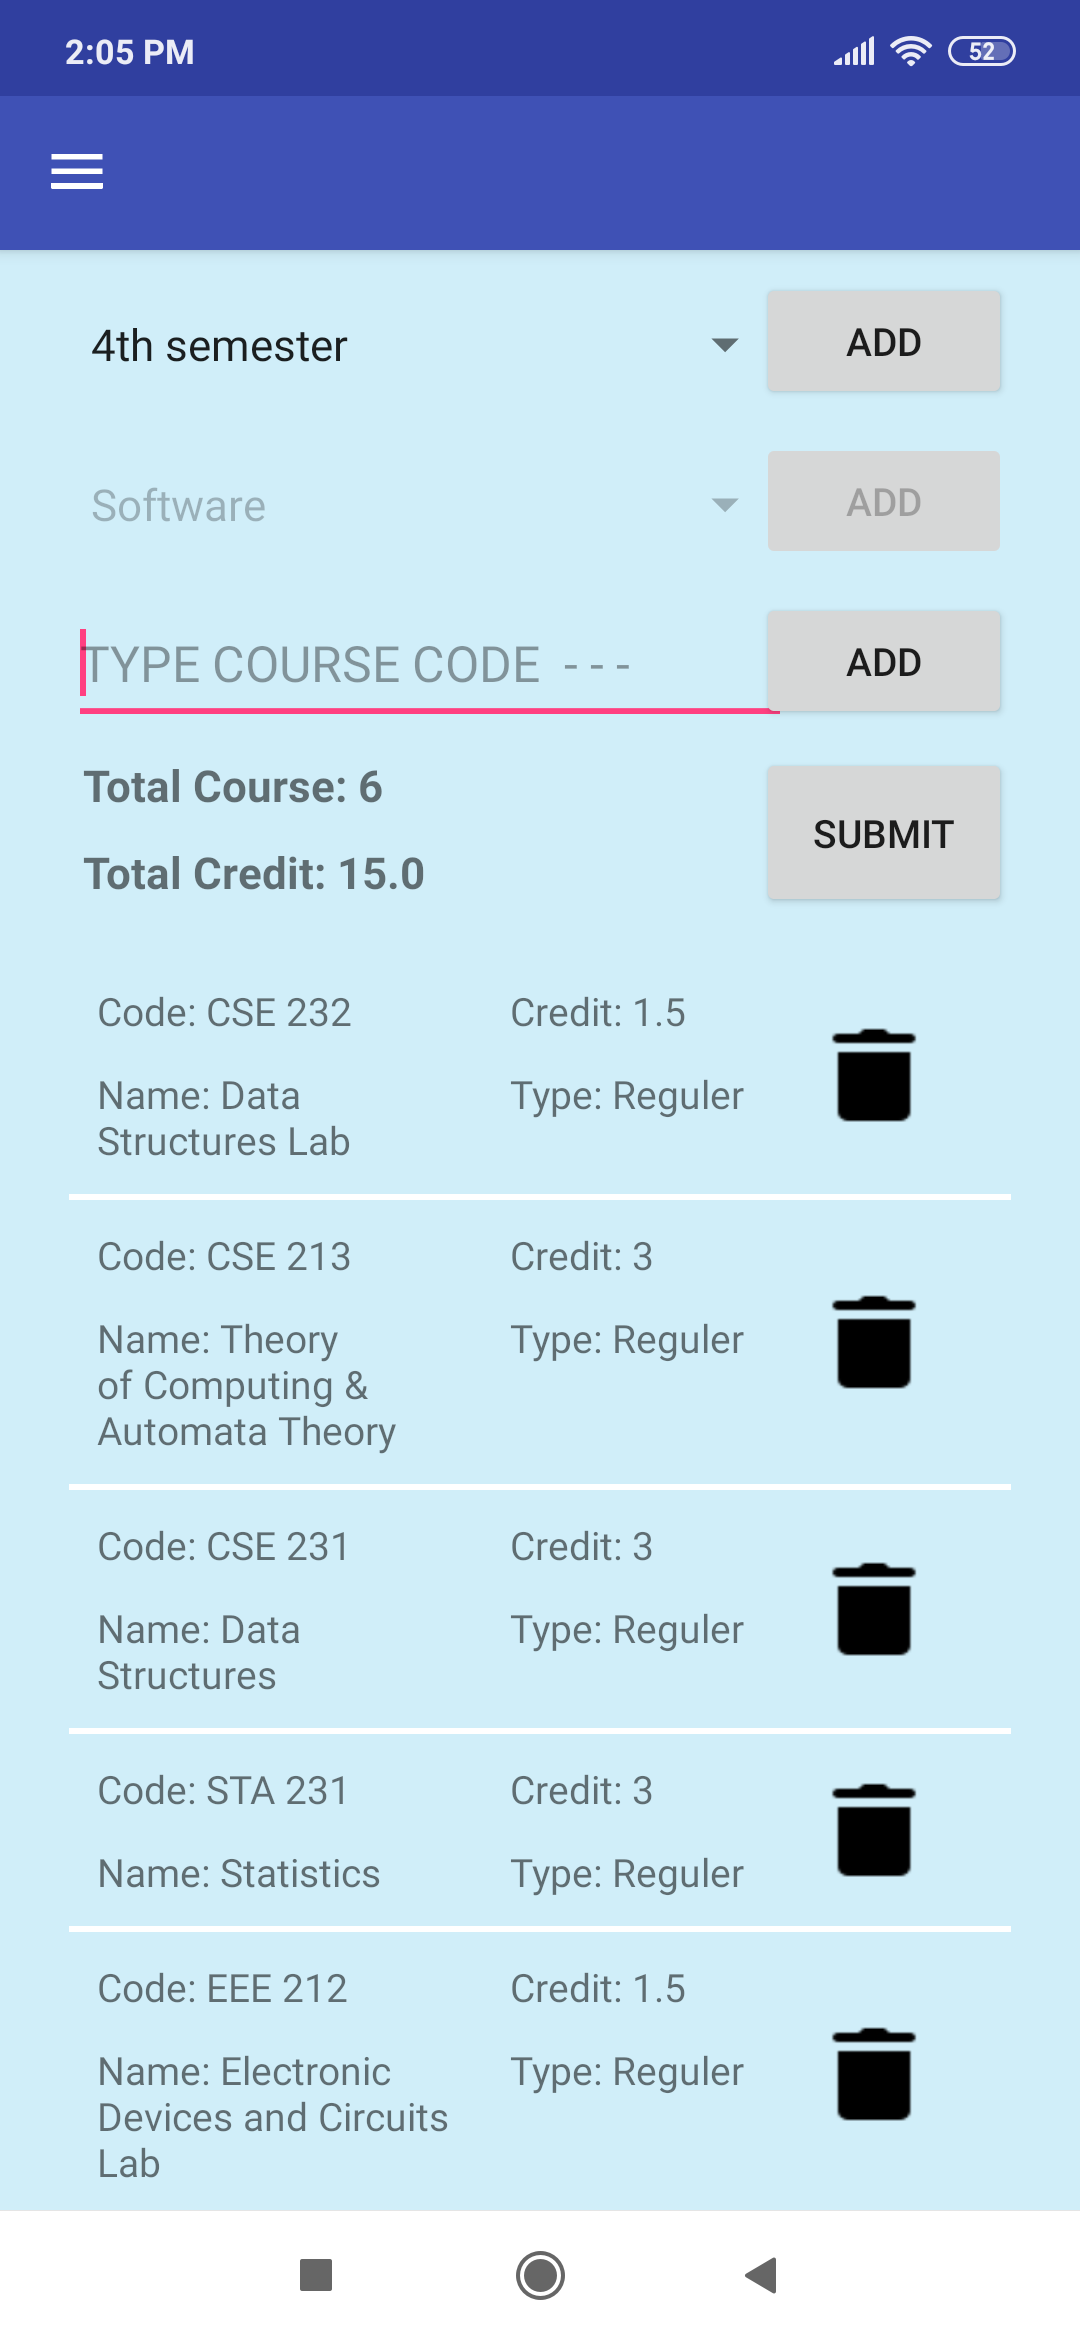 2:05 PM
52
4th semester
ADD
Software
ADD
TYPE COURSE CODE - - -
ADD
Total Course: 6
SUBMIT
Total Credit: 15.0
Code: CSE 232
Credit: 1.5
Name: Data
Structures Lab
Type: Reguler
Code: CSE 213
Credit: 3
Name: Theory
of Computing &
Automata Theory
Type: Reguler
Code: CSE 231
Credit: 3
Name: Data
Structures
Type: Reguler
Code: STA 231
Credit: 3
Name: Statistics
Type: Reguler
Code: EEE 212
Credit: 1.5
Name: Electronic
Devices and Circuits
Lab
Type: Reguler